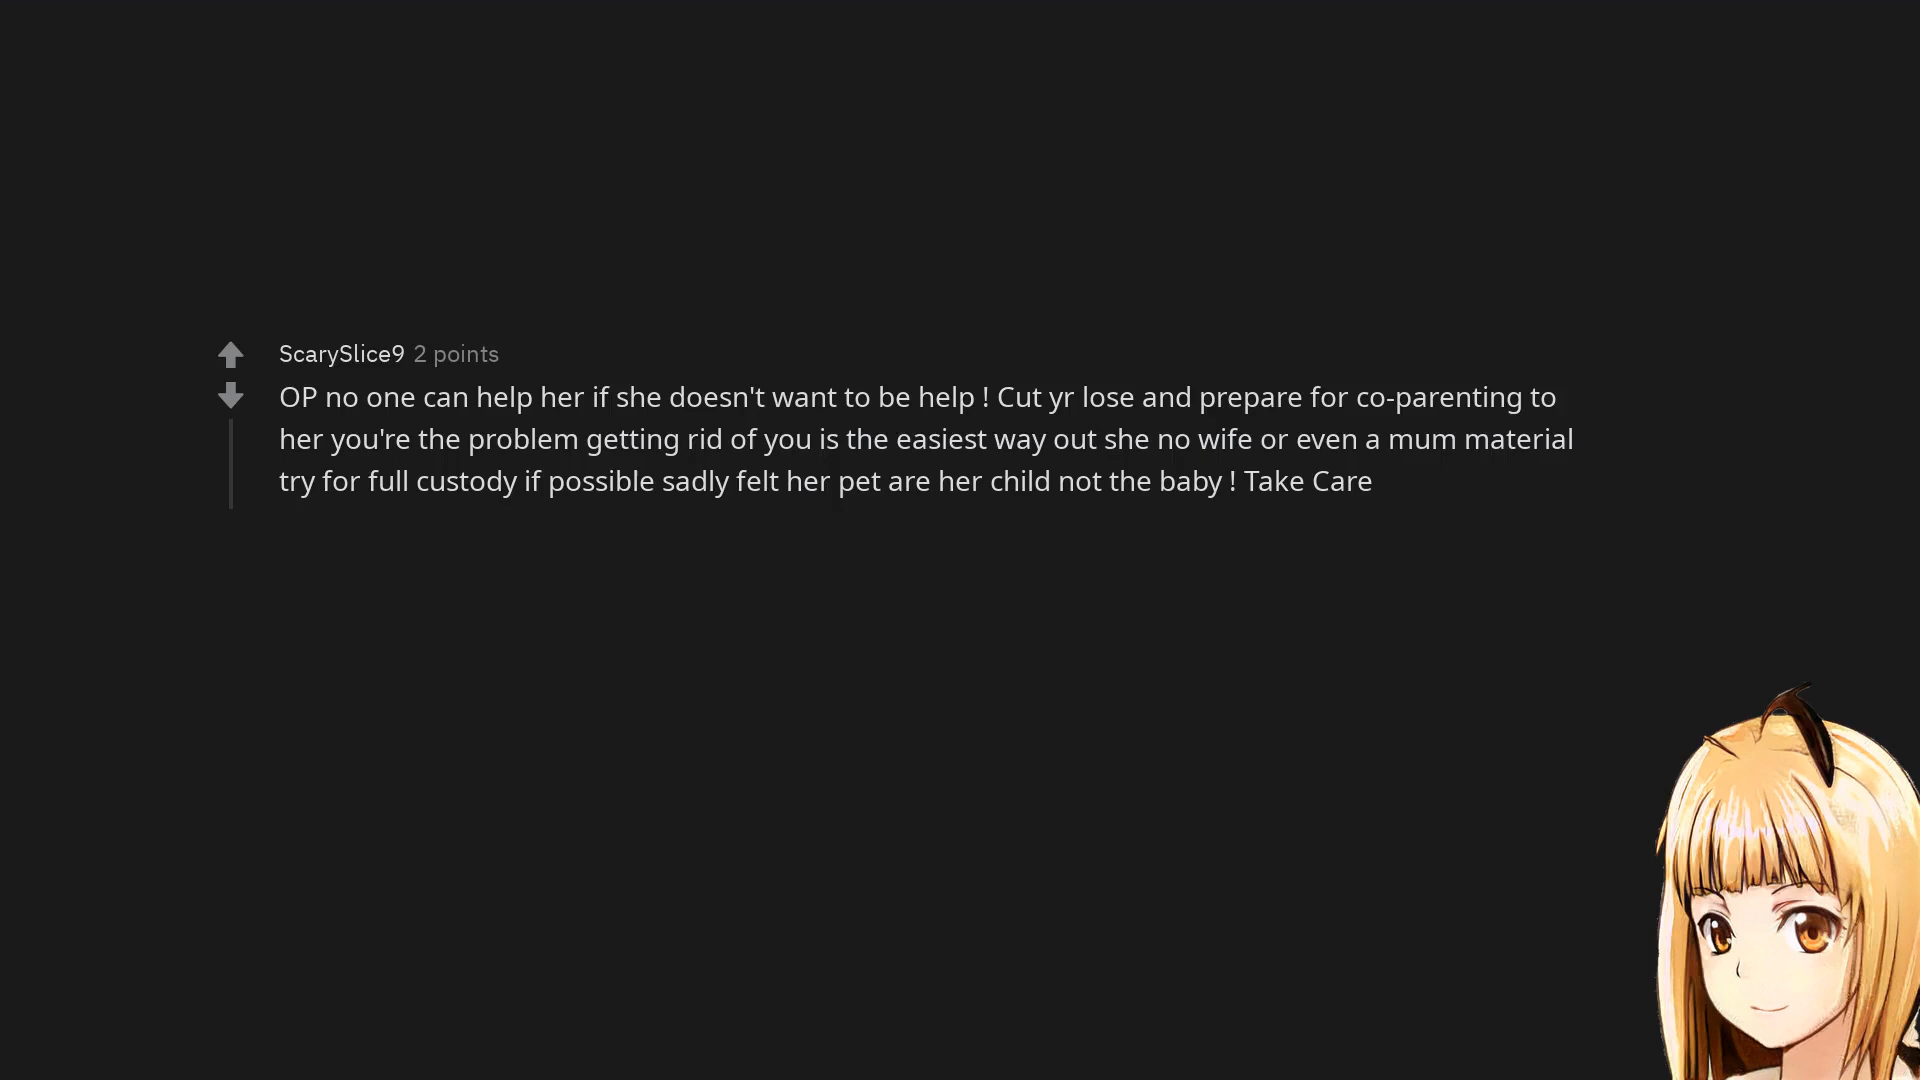 ScarySlice9 2 points
OP no one can help her if she doesn't want to be help ! Cut yr lose and prepare for co-parenting to
her you're the problem getting rid of you is the easiest way out she no wife or even a mum material
try for full custody if possible sadly felt her pet are her child not the baby ! Take Care